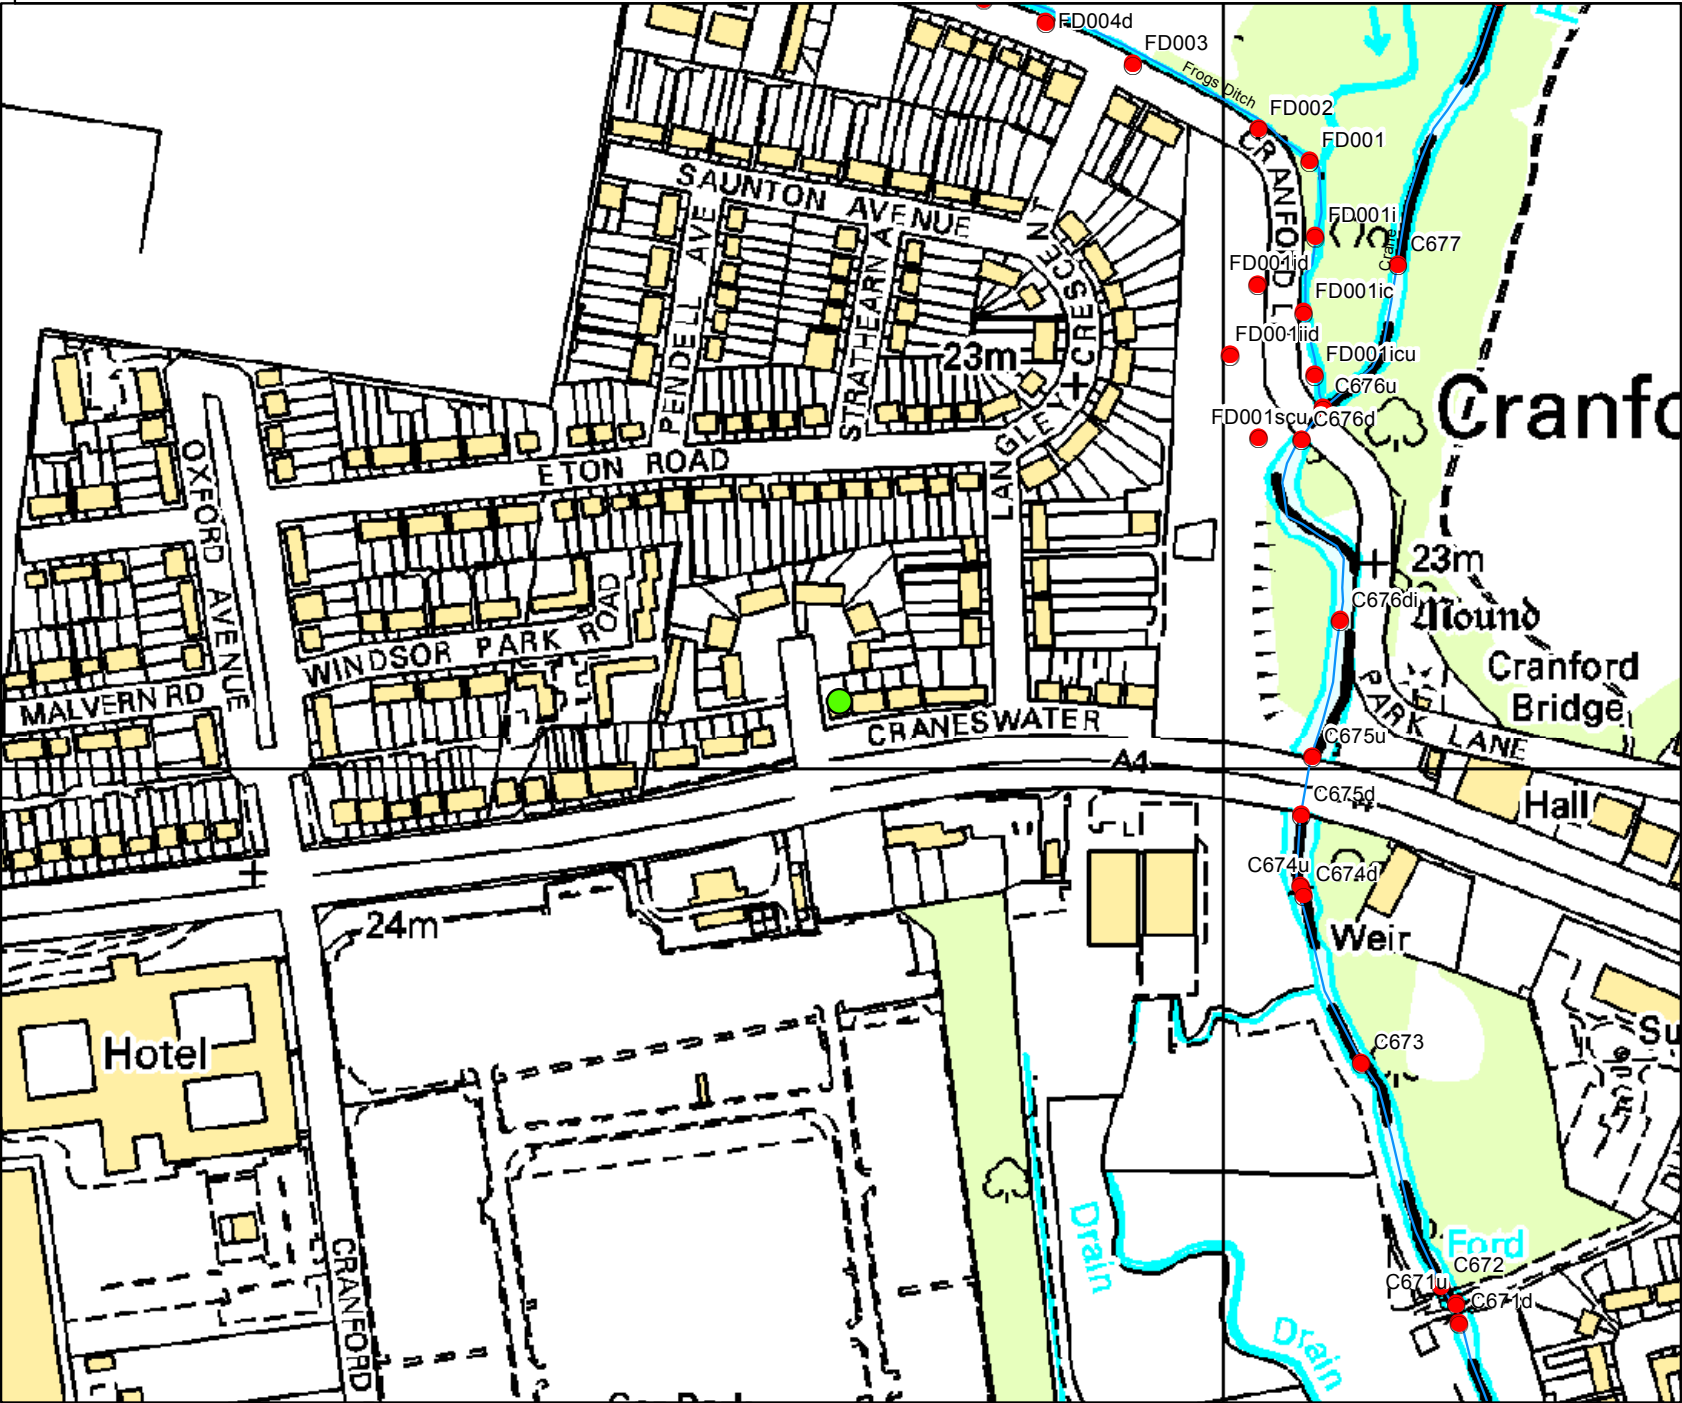 FD004d
FD003
Frogs Ditch
FD002
FD001
CRANFORD L
SAUNTON AVENUE
PENDELL AVE
STRATHEARN A
LANGLEY CRESCENT
FD001i
Crane
C677
FD001id
FD001ic
FD001iid
FD001icu
23m
C676u
FD001scu
C676d
Cranfo
ETON ROAD
OXFORD AVENUE
23m
C676di
Mound
WINDSOR PARK ROAD
Cranford
Bridge
MALVERN RD
CRANESWATER
PARK LANE
C675u
A4
C675d
Hall
C674u
C674d
24m
Weir
Hotel
C673
Su
Drain
Ford
C672
C671u
C671d
CRANFORD
Drain